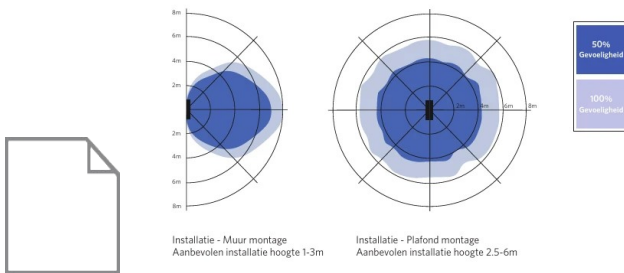 8m
6m
4m
2m
2m
4m
6m
8m
2m
4m
6m
8m
50%
Gevoeligheid
100%
Gevoeligheid
Installatie - Muur montage
Aanbevolen installatie hoogte 1-3m
Installatie - Plafond montage
Aanbevolen installatie hoogte 2.5-6m